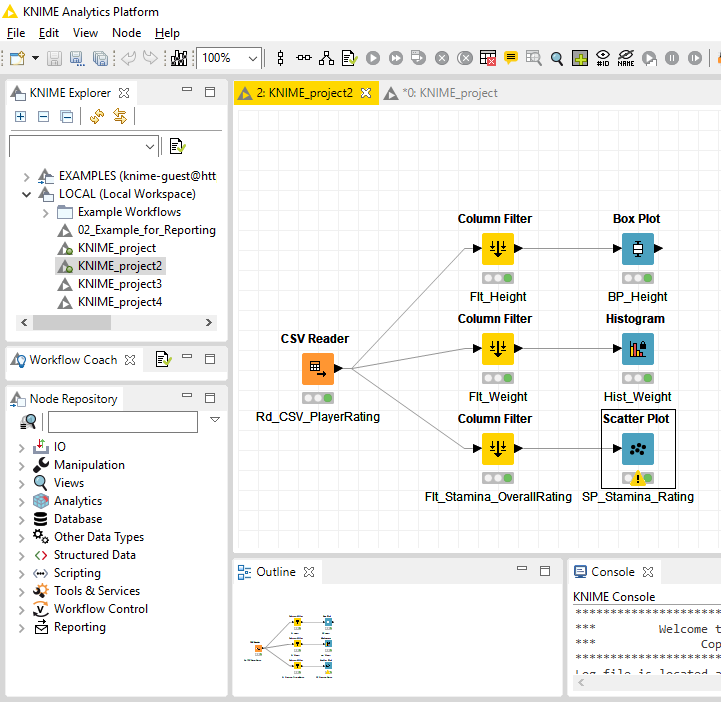 KNIME Analytics Platform
File Edit View Node Help
100%
#ID
NAME
KNIME Explorer
EXAMPLES (knime-guest@htt
LOCAL (Local Workspace)
Example Workflows
02_Example_for_Reporting
KNIME_project
KNIME_project2
KNIME_project3
KNIME_project4
Workflow Coach
Node Repository
IO
Manipulation
Views
Analytics
Database
Other Data Types
Structured Data
Scripting
Tools & Services
Workflow Control
Reporting
2: KNIME_project2
*0: KNIME_project
Column Filter
Box Plot
Flt_Height
BP_Height
Column Filter
Histogram
CSV Reader
Rd_CSV_PlayerRating
Flt_Weight
Hist_Weight
Column Filter
Scatter Plot
Flt_Stamina_OverallRating
SP_Stamina_Rating
Outline
Console
KNIME Console
***********************
*** Welcome t
*** Cop
***********************
Log file is located a